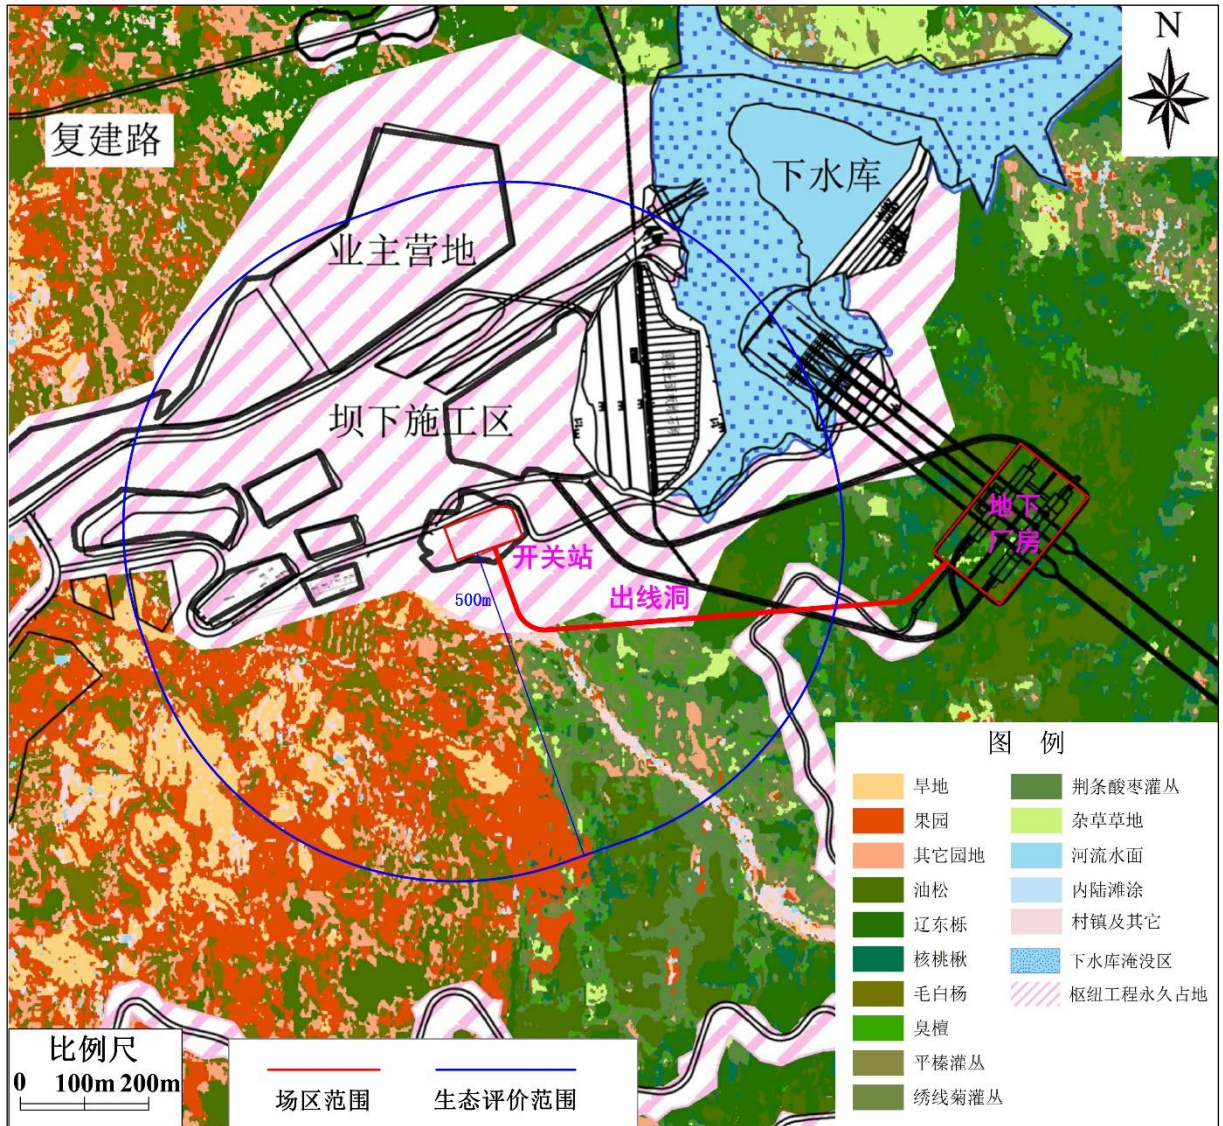 N
复建路
下水库
业主营地
坝下施工区
地下
厂房
开关站
500m
出线洞
图 例
旱地
果园
其它园地
油松
辽东栎
核桃楸
毛白杨
臭檀
平榛灌丛
绣线菊灌丛
荆条酸枣灌丛
杂草草地
河流水面
内陆滩涂
村镇及其它
下水库淹没区
枢纽工程永久占地
比例尺
0 100m 200m
场区范围
生态评价范围